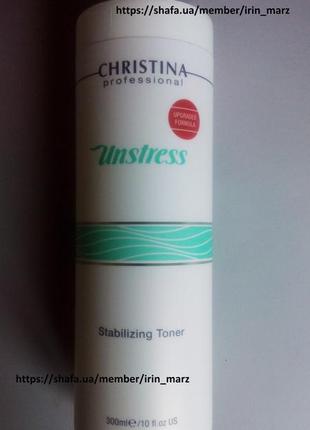 https://shafa.ua/member/irin_marz
CHRISTINA
professional
UPGRADED
FORMULA
Unstress
Stabilizing Toner
https://shafa.ua/member/irin_marz
300ml℮/10 fl.oz US